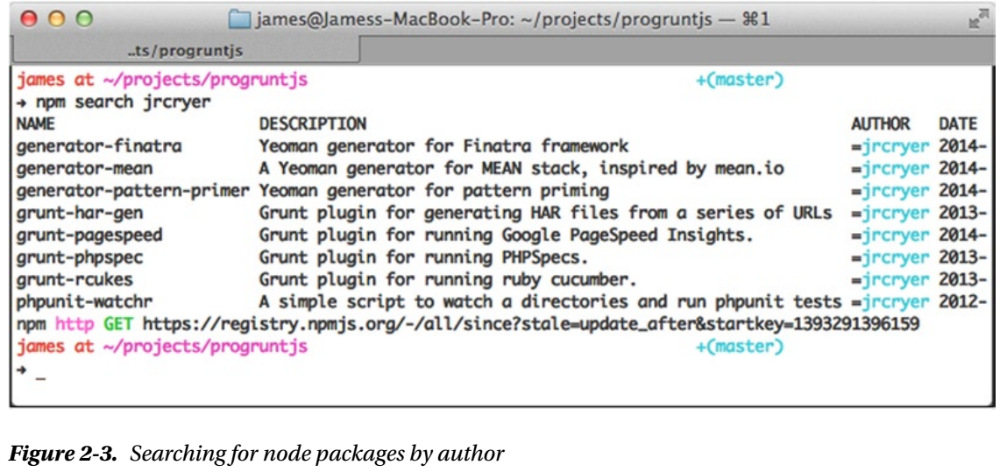 james@Jamess-MacBook-Pro: ~/projects/progruntjs — ⌘1
..ts/progruntjs
james at ~/projects/progruntjs +(master)
→ npm search jrcryer
NAME DESCRIPTION AUTHOR DATE
generator-finatra Yeoman generator for Finatra framework =jrcryer 2014-
generator-mean A Yeoman generator for MEAN stack, inspired by mean.io =jrcryer 2014-
generator-pattern-primer Yeoman generator for pattern priming =jrcryer 2014-
grunt-har-gen Grunt plugin for generating HAR files from a series of URLs =jrcryer 2013-
grunt-pagespeed Grunt plugin for running Google PageSpeed Insights. =jrcryer 2014-
grunt-phpspec Grunt plugin for running PHPSpecs. =jrcryer 2013-
grunt-rcukes Grunt plugin for running ruby cucumber. =jrcryer 2013-
phpunit-watchr A simple script to watch a directories and run phpunit tests =jrcryer 2012-
npm http GET https://registry.npmjs.org/-/all/since?stale=update_after&startkey=1393291396159
james at ~/projects/progruntjs +(master)
→ _
Figure 2-3. Searching for node packages by author